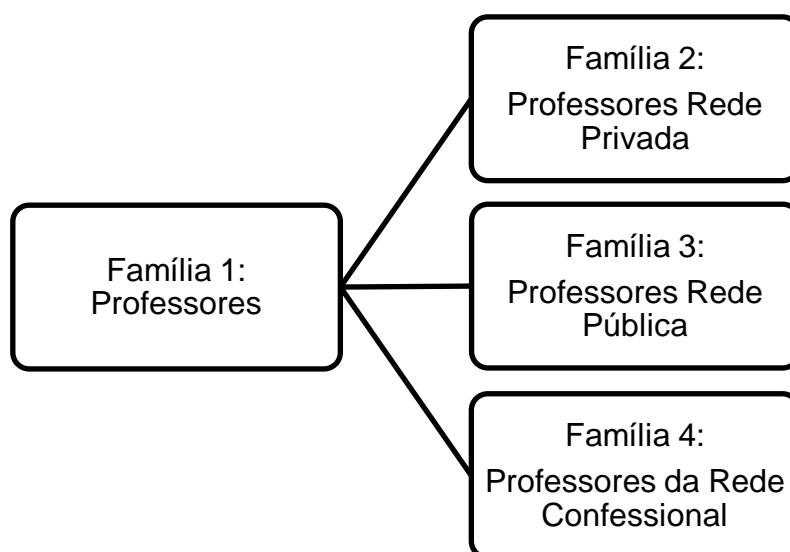 Família 1:
Professores
Família 2:
Professores Rede
Privada
Família 3:
Professores Rede
Pública
Família 4:
Professores da Rede
Confessional